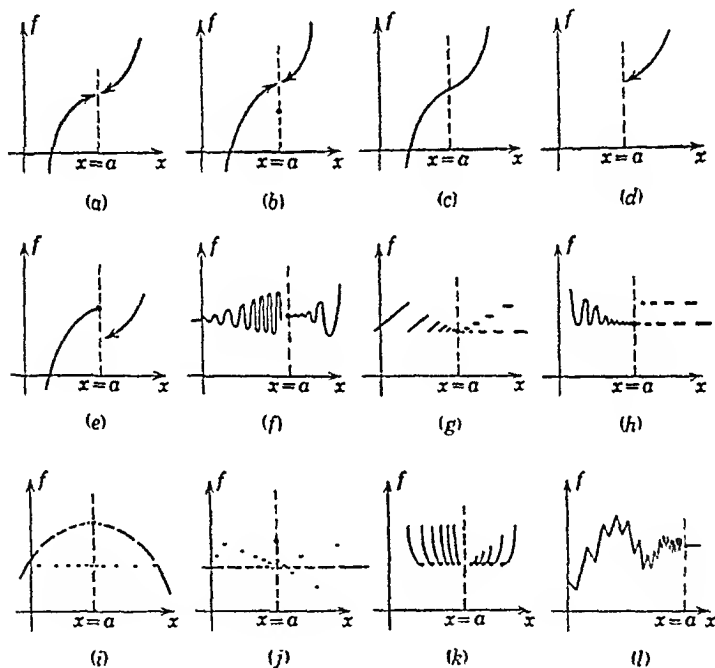 f f f f
x=a x x=a x x=a x x=a x
(a) (b) (c) (d)
f f f f
x=a x x=a x x=a x x=a x
(e) (f) (g) (h)
f f f f
x=a x x=a x x=a x x=a x
(i) (j) (k) (l)